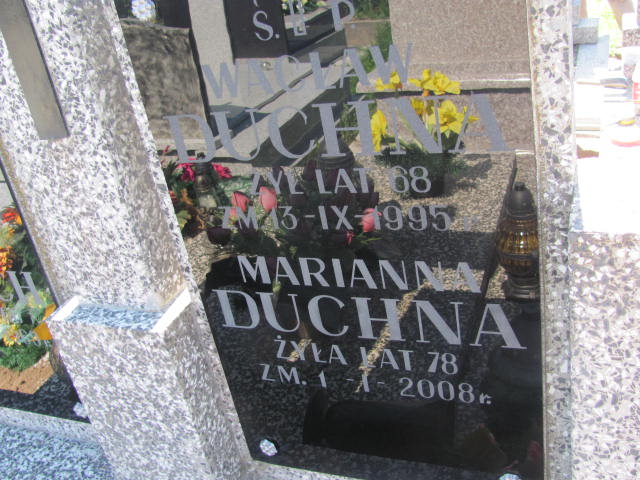 Ś. P
WACŁAW
DUCHNA
ŻYŁ LAT 68
ZM 13-IX-1995
MARIANNA
DUCHNA
ŻYŁA LAT 78
ZM. 1 -I- 2008 r.